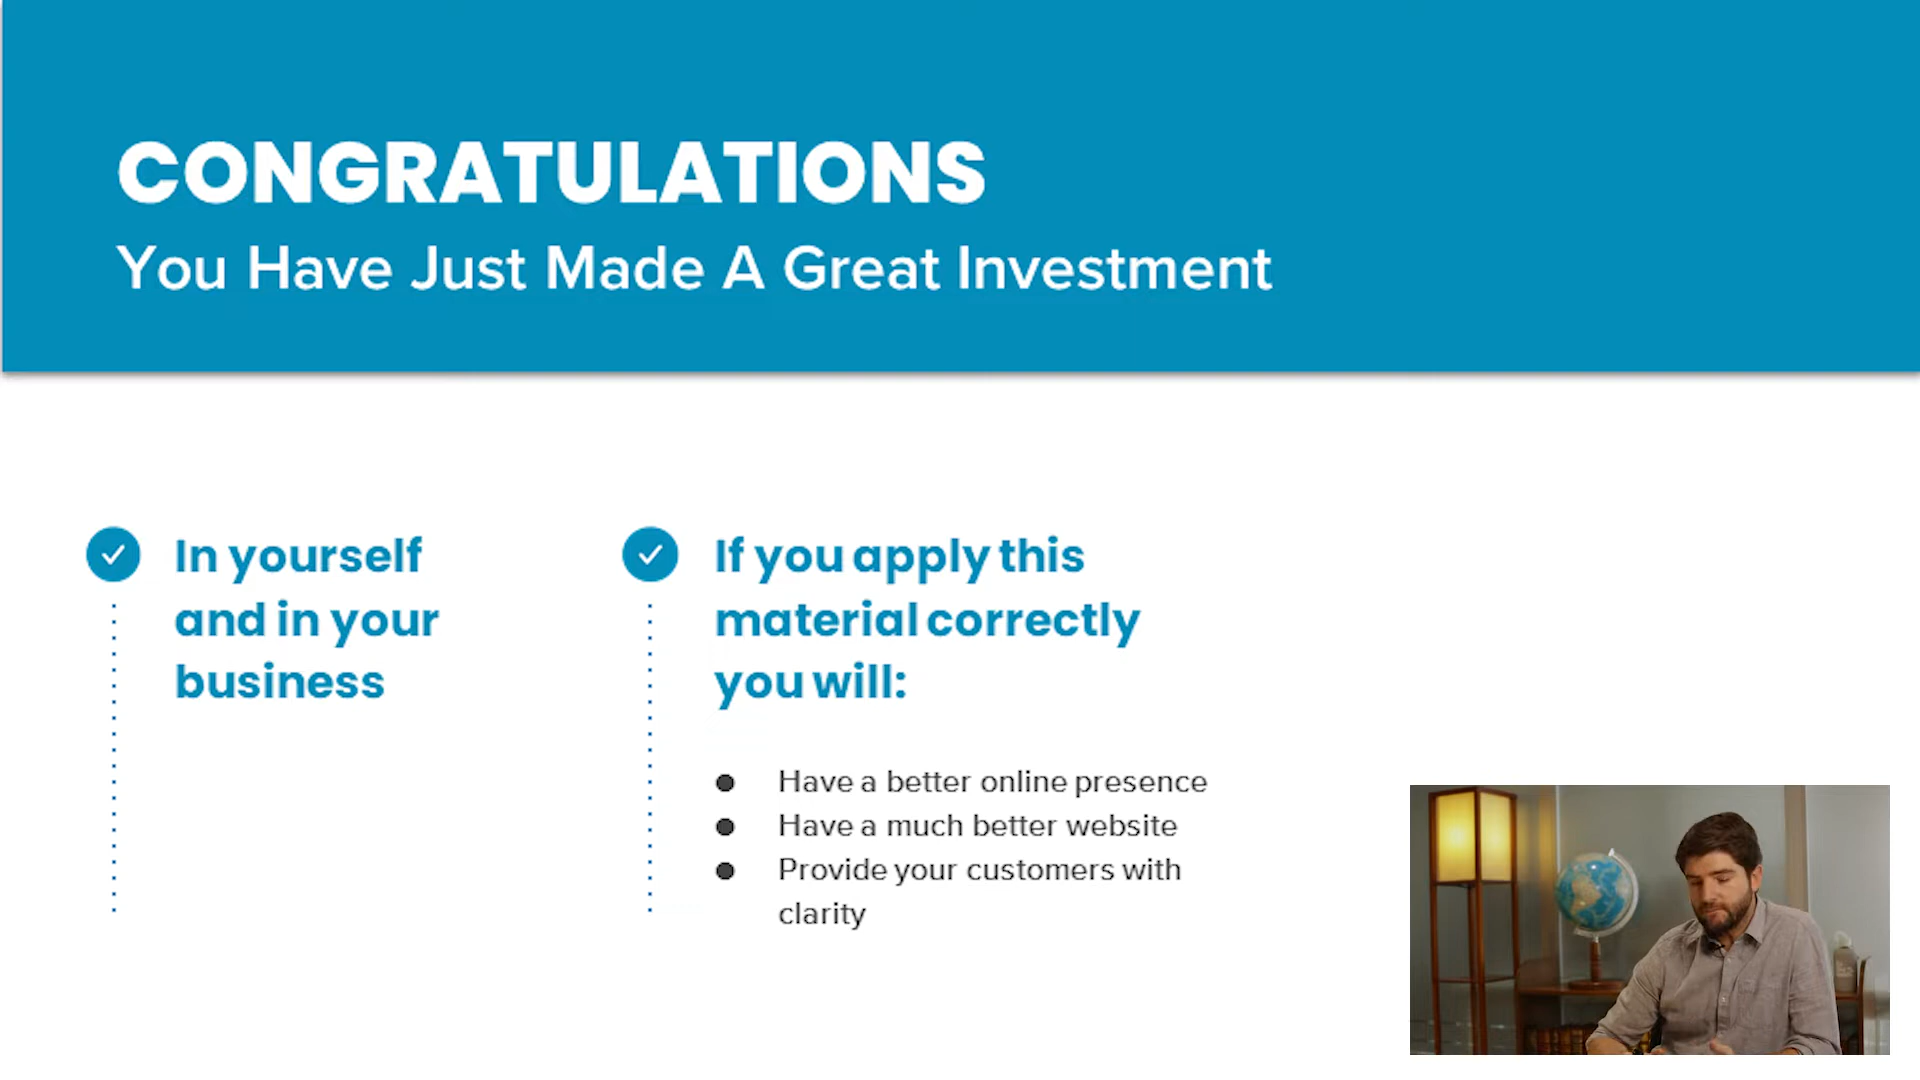 CONGRATULATIONS
You Have Just Made A Great Investment
In yourself
and in your
business
If you apply this
material correctly
you will:
● Have a better online presence
● Have a much better website
● Provide your customers with
clarity